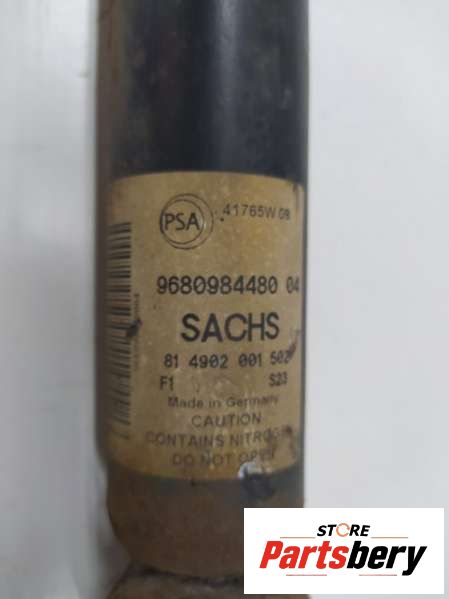 PSA
41765W 09
9680984480 04
SACHS
81 4902 001 502
F1 S23
Made in Germany
CAUTION
CONTAINS NITROGEN
DO NOT OPEN
STORE
Partsbery